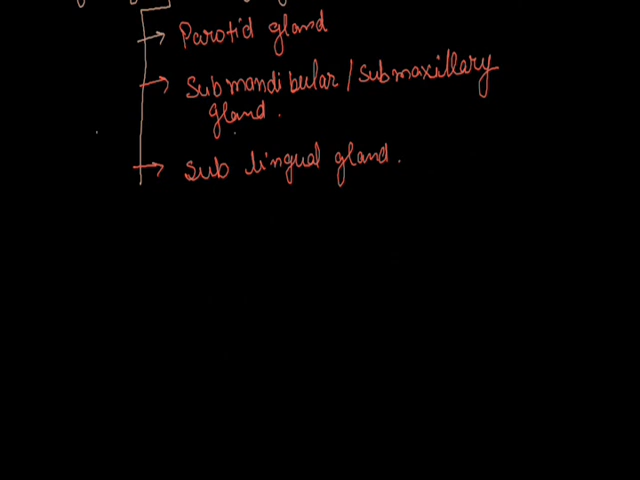 Parotid gland
Submandibular / Submaxillary
gland.
Sub lingual gland.